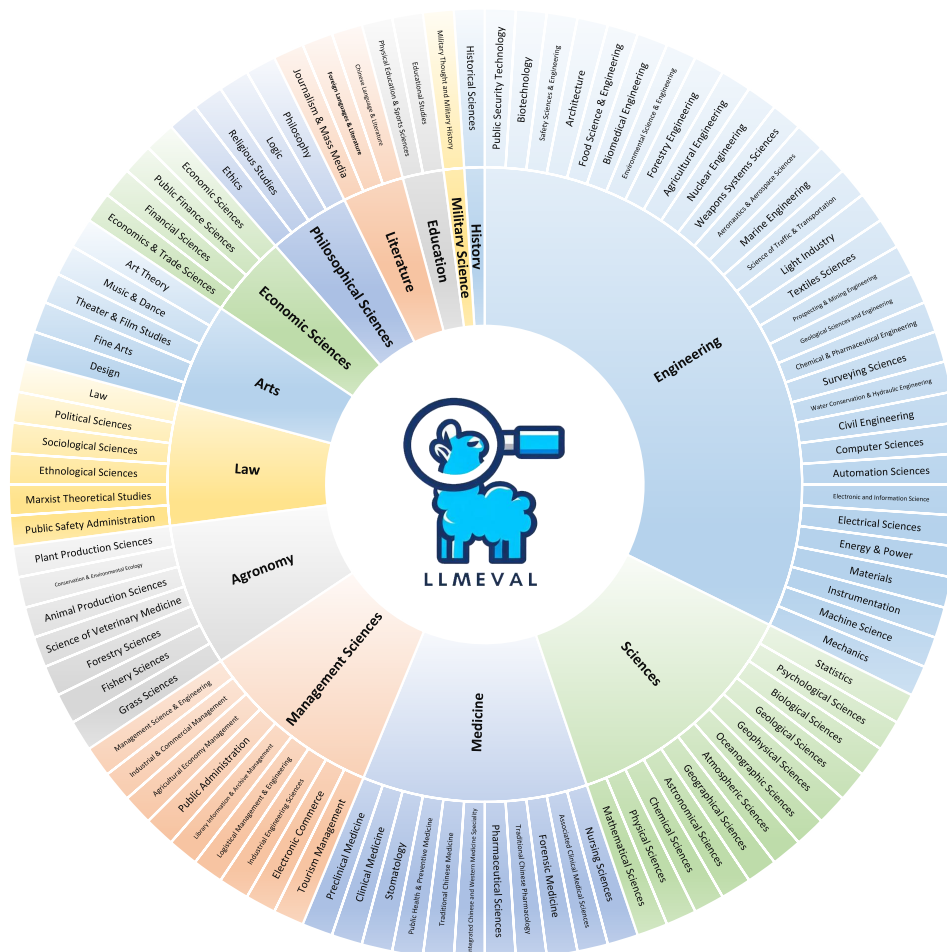 Engineering
Public Security Technology
Biotechnology
Safety Sciences & Engineering
Architecture
Food Science & Engineering
Biomedical Engineering
Environmental Science & Engineering
Forestry Engineering
Agricultural Engineering
Nuclear Engineering
Weapons Systems Sciences
Aeronautics & Aerospace Sciences
Marine Engineering
Science of Traffic & Transportation
Light Industry
Textiles Sciences
Prospecting & Mining Engineering
Geological Sciences and Engineering
Chemical & Pharmaceutical Engineering
Surveying Sciences
Water Conservation & Hydraulic Engineering
Civil Engineering
Computer Sciences
Automation Sciences
Electronic and Information Science
Electrical Sciences
Energy & Power
Materials
Instrumentation
Machine Science
Mechanics
Sciences
Statistics
Psychological Sciences
Biological Sciences
Geological Sciences
Geophysical Sciences
Oceanographic Sciences
Atmospheric Sciences
Geographical Sciences
Astronomical Sciences
Chemical Sciences
Physical Sciences
Mathematical Sciences
Medicine
Nursing Sciences
Associated Clinical Medical Sciences
Forensic Medicine
Traditional Chinese Pharmacology
Pharmaceutical Sciences
Integrated Chinese and Western Medicine Speciality
Traditional Chinese Medicine
Public Health & Preventive Medicine
Stomatology
Clinical Medicine
Preclinical Medicine
Management Sciences
Tourism Management
Electronic Commerce
Industrial Engineering Sciences
Logistical Management & Engineering
Library Information & Archive Management
Public Administration
Agricultural Economy Management
Industrial & Commercial Management
Management Science & Engineering
Agronomy
Grass Sciences
Fishery Sciences
Forestry Sciences
Science of Veterinary Medicine
Animal Production Sciences
Conservation & Environmental Ecology
Plant Production Sciences
Law
Public Safety Administration
Marxist Theoretical Studies
Ethnological Sciences
Sociological Sciences
Political Sciences
Law
Arts
Design
Fine Arts
Theater & Film Studies
Music & Dance
Art Theory
Economic Sciences
Economics & Trade Sciences
Financial Sciences
Public Finance Sciences
Economic Sciences
Philosophical Sciences
Ethics
Religious Studies
Logic
Philosophy
Literature
Journalism & Mass Media
Foreign Languages & Literature
Chinese Language & Literature
Education
Physical Education & Sports Sciences
Educational Studies
Military Science
Military Thought and Military History
History
Historical Sciences
LLMEVAL